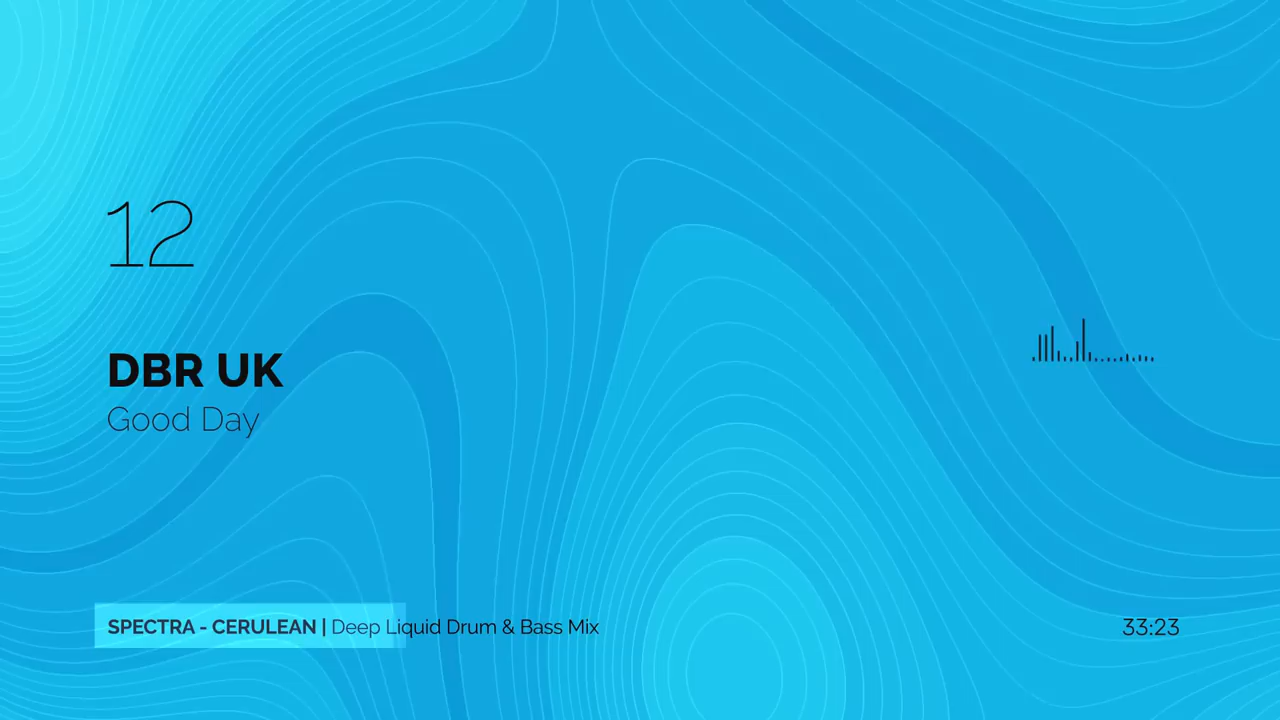 12
DBR UK
Good Day
SPECTRA - CERULEAN | Deep Liquid Drum & Bass Mix
33:23